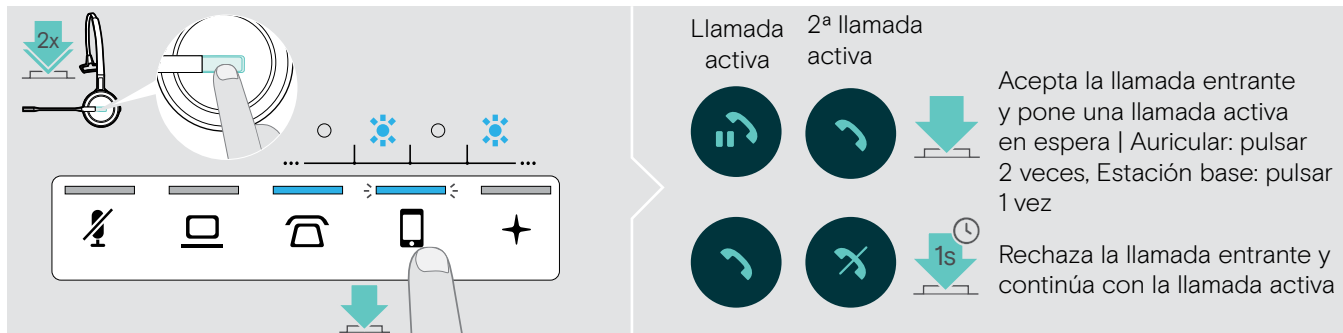 2x
Llamada
activa
2ª llamada
activa
Acepta la llamada entrante
y pone una llamada activa
en espera | Auricular: pulsar
2 veces, Estación base: pulsar
1 vez
1s
Rechaza la llamada entrante y
continúa con la llamada activa